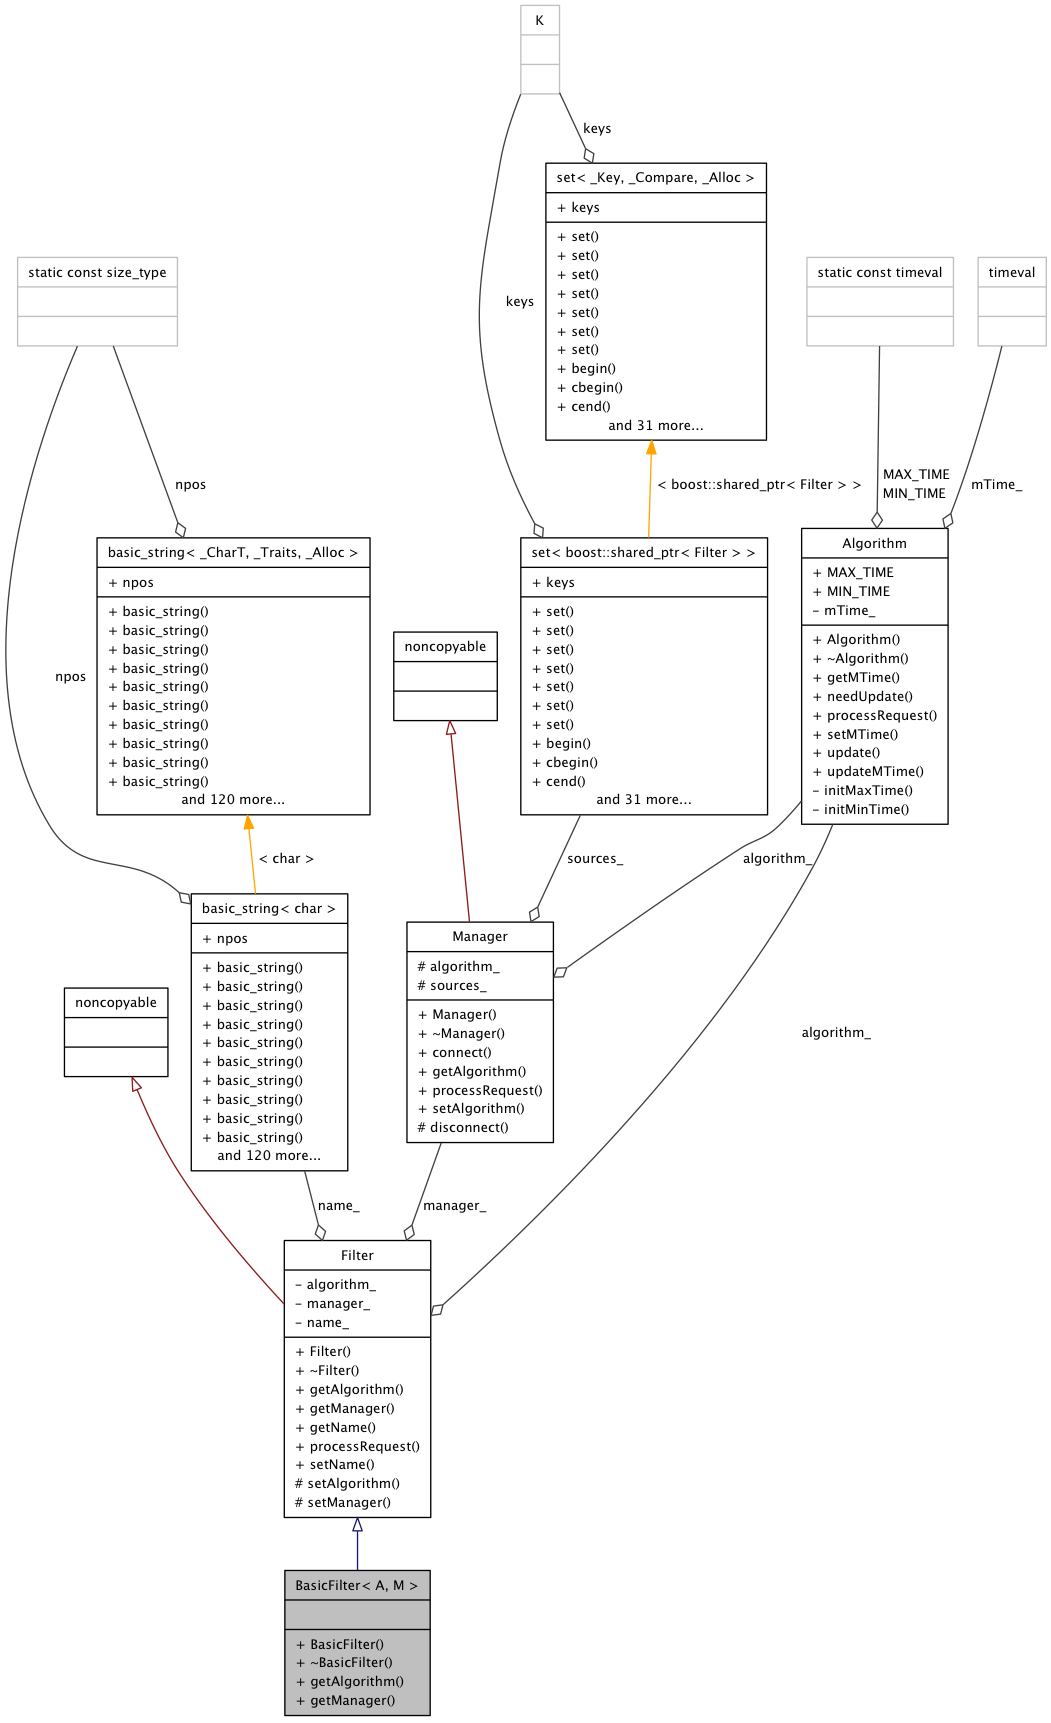 K
keys
set< _Key, _Compare, _Alloc >
+ keys
+ set()
+ set()
+ set()
+ set()
+ set()
+ set()
+ set()
+ begin()
+ cbegin()
+ cend()
and 31 more...
static const size_type
keys
static const timeval
timeval
npos
< boost::shared_ptr< Filter > >
MAX_TIME
MIN_TIME
mTime_
basic_string< _CharT, _Traits, _Alloc >
+ npos
+ basic_string()
+ basic_string()
+ basic_string()
+ basic_string()
+ basic_string()
+ basic_string()
+ basic_string()
+ basic_string()
+ basic_string()
+ basic_string()
and 120 more...
npos
noncopyable
set< boost::shared_ptr< Filter > >
+ keys
+ set()
+ set()
+ set()
+ set()
+ set()
+ set()
+ set()
+ begin()
+ cbegin()
+ cend()
and 31 more...
Algorithm
+ MAX_TIME
+ MIN_TIME
- mTime_
+ Algorithm()
+ ~Algorithm()
+ getMTime()
+ needUpdate()
+ processRequest()
+ setMTime()
+ update()
+ updateMTime()
- initMaxTime()
- initMinTime()
< char >
sources_
algorithm_
basic_string< char >
+ npos
+ basic_string()
+ basic_string()
+ basic_string()
+ basic_string()
+ basic_string()
+ basic_string()
+ basic_string()
+ basic_string()
+ basic_string()
+ basic_string()
and 120 more...
noncopyable
Manager
# algorithm_
# sources_
+ Manager()
+ ~Manager()
+ connect()
+ getAlgorithm()
+ processRequest()
+ setAlgorithm()
# disconnect()
algorithm_
name_
manager_
Filter
- algorithm_
- manager_
- name_
+ Filter()
+ ~Filter()
+ getAlgorithm()
+ getManager()
+ getName()
+ processRequest()
+ setName()
# setAlgorithm()
# setManager()
BasicFilter< A, M >
+ BasicFilter()
+ ~BasicFilter()
+ getAlgorithm()
+ getManager()